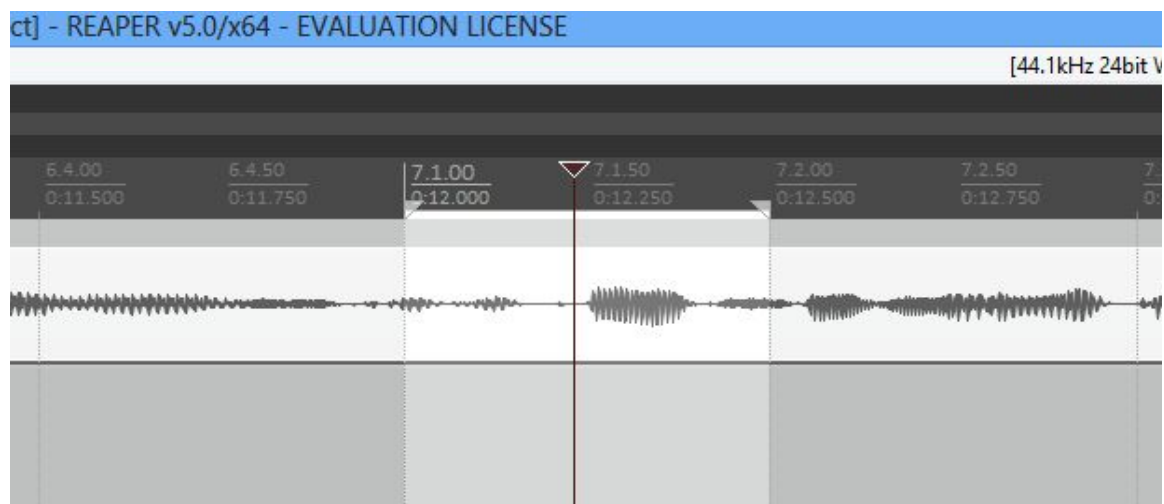 ct] - REAPER v5.0/x64 - EVALUATION LICENSE
[44.1kHz 24bit
6.4.00 6.4.50 7.1.00 7.1.50 7.2.00 7.2.50 7.
0:11.500 0:11.750 0:12.000 0:12.250 0:12.500 0:12.750 0: